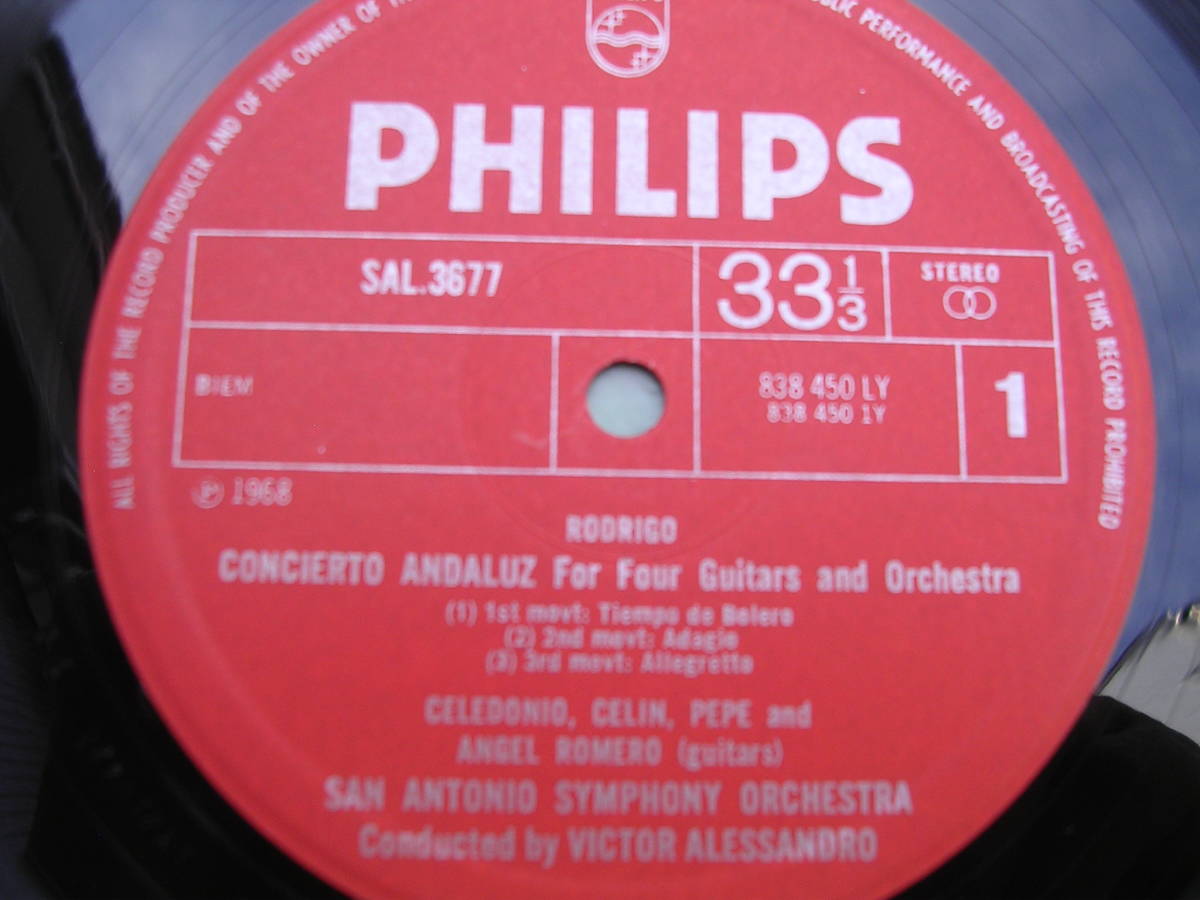 ALL RIGHTS OF THE RECORD PRODUCER AND OF THE OWNER OF
PUBLIC PERFORMANCE AND BROADCASTING OF THIS RECORD PROHIBITED
PHILIPS
SAL.3677
33 1/3
STEREO
BIEM
838 450 LY
838 450 1Y
1
℗ 1968
RODRIGO
CONCIERTO ANDALUZ For Four Guitars and Orchestra
(1) 1st movt: Tiempo de Bolero
(2) 2nd movt: Adagio
(3) 3rd movt: Allegretto
CELEDONIO, CELIN, PEPE and
ANGEL ROMERO (guitars)
SAN ANTONIO SYMPHONY ORCHESTRA
Conducted by VICTOR ALESSANDRO